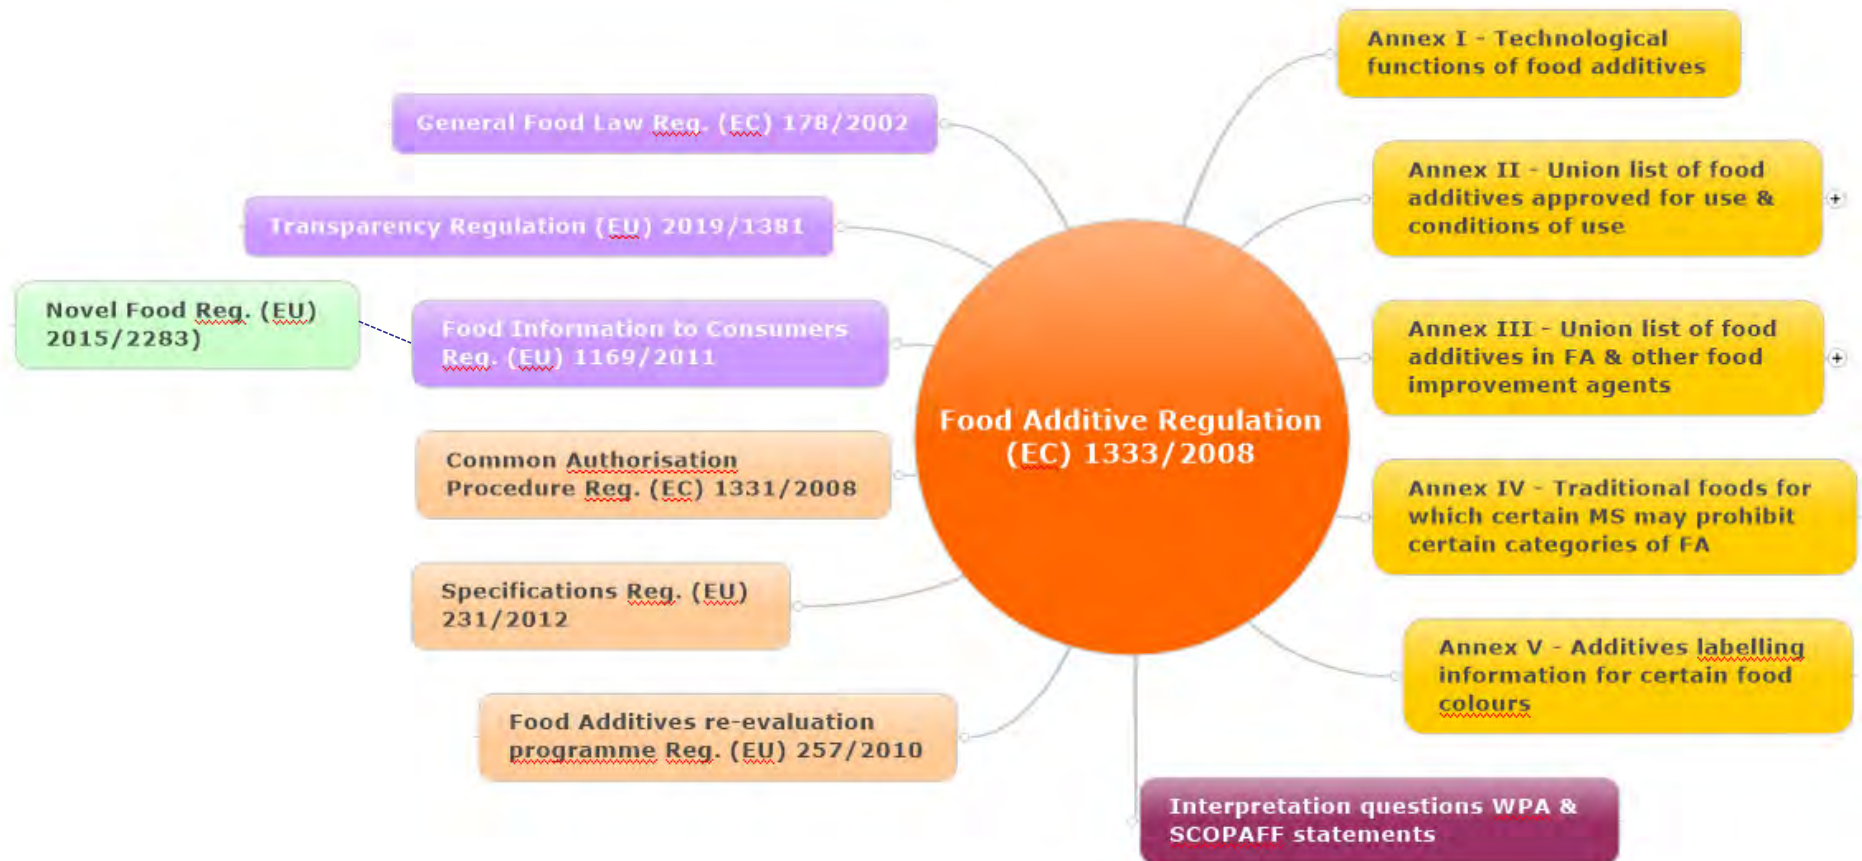 General Food Law Reg. (EC) 178/2002
Transparency Regulation (EU) 2019/1381
Novel Food Reg. (EU)
2015/2283)
Food Information to Consumers
Reg. (EU) 1169/2011
Common Authorisation
Procedure Reg. (EC) 1331/2008
Specifications Reg. (EU)
231/2012
Food Additives re-evaluation
programme Reg. (EU) 257/2010
Food Additive Regulation
(EC) 1333/2008
Annex I - Technological
functions of food additives
Annex II - Union list of food
additives approved for use &
conditions of use
Annex III - Union list of food
additives in FA & other food
improvement agents
Annex IV - Traditional foods for
which certain MS may prohibit
certain categories of FA
Annex V - Additives labelling
information for certain food
colours
Interpretation questions WPA &
SCOPAFF statements